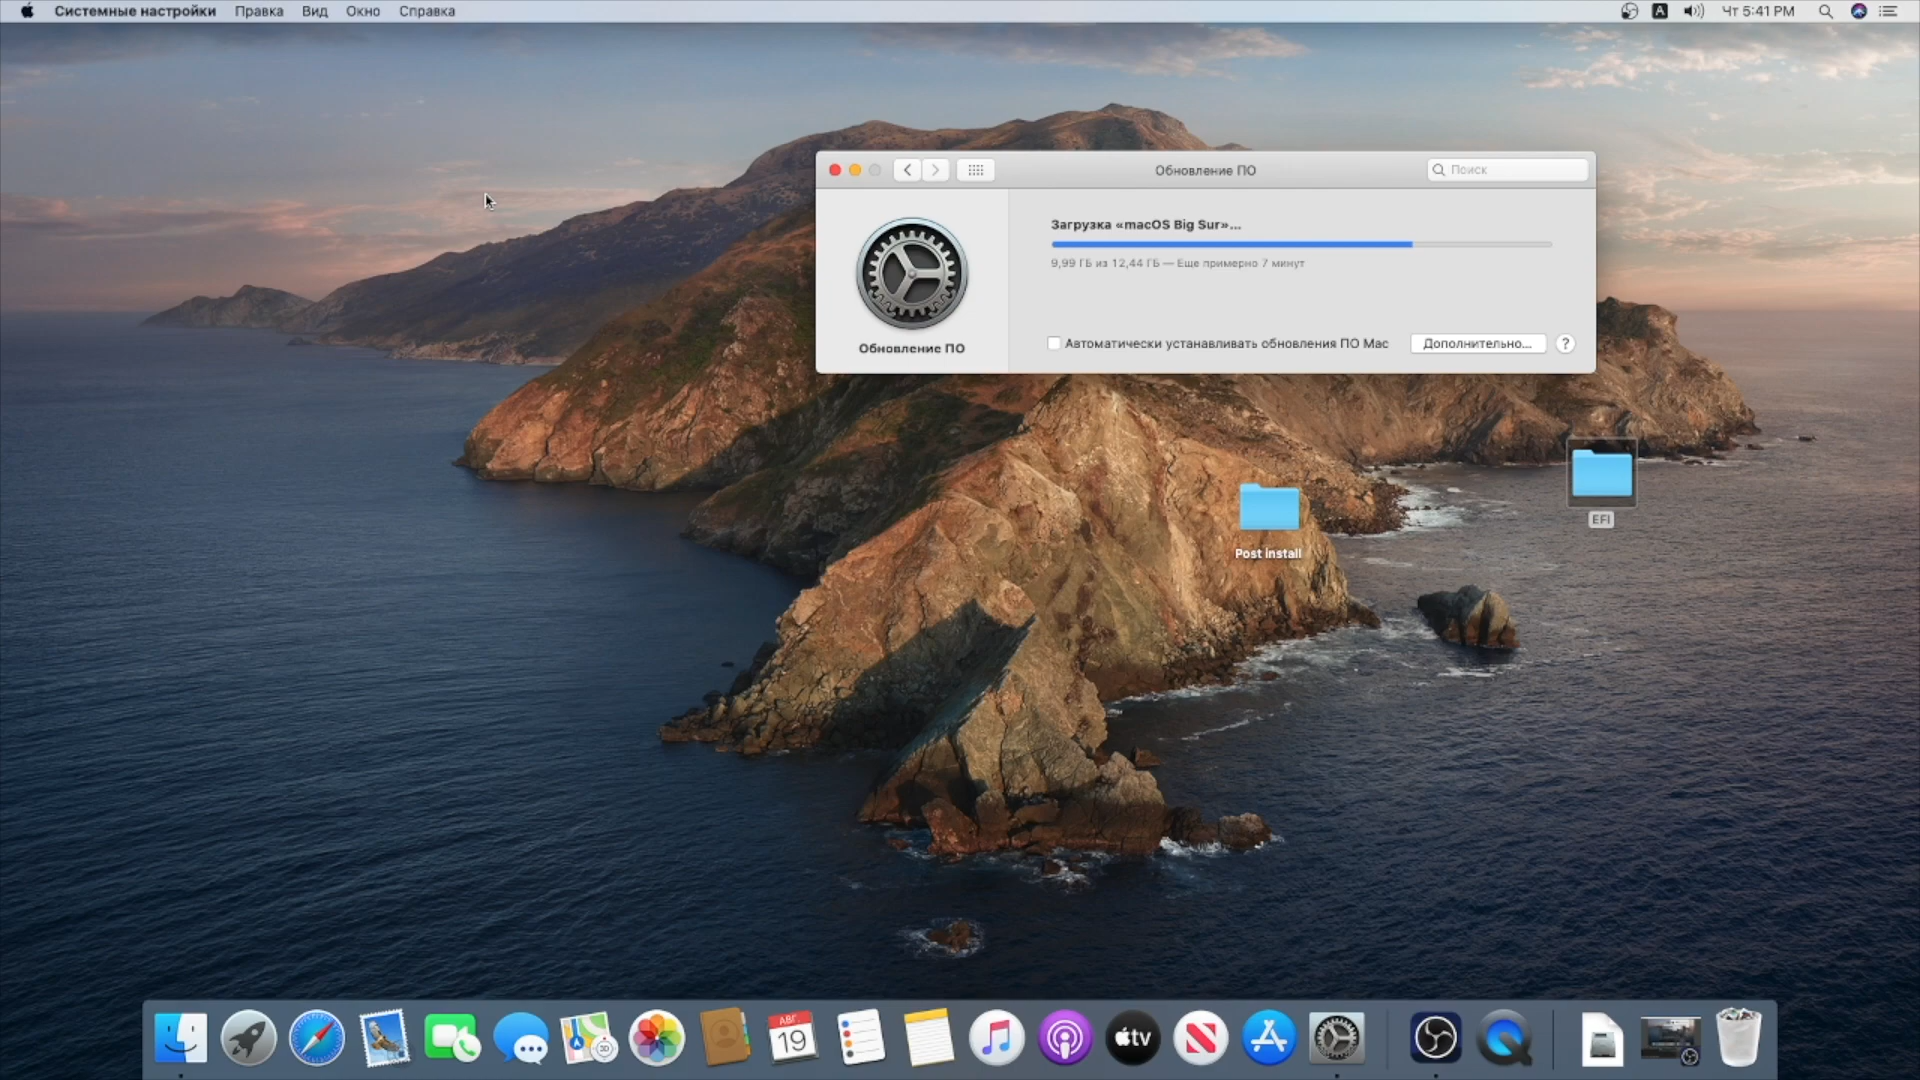 Системные настройки Правка Вид Окно Справка
A Чт 5:41 PM
Обновление ПО
Поиск
Загрузка «macOS Big Sur»...
9,99 ГБ из 12,44 ГБ — Еще примерно 7 минут
Обновление ПО
Автоматически устанавливать обновления ПО Mac
Дополнительно...
?
EFI
Post install
3D
АВГ.
19
tv